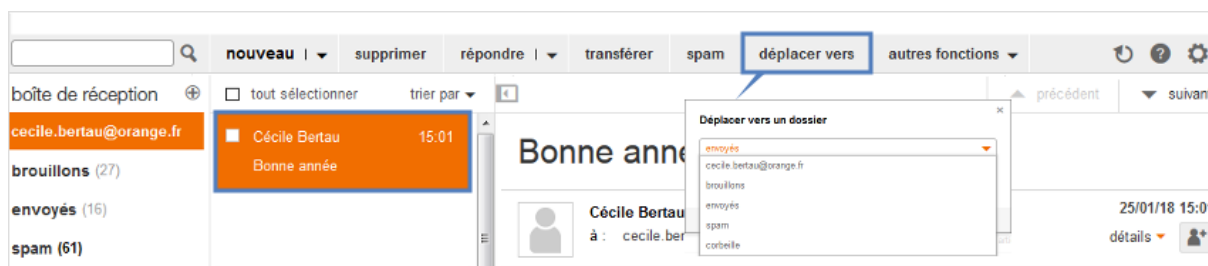 nouveau supprimer répondre transférer spam déplacer vers autres fonctions
boîte de réception
cecile.bertau@orange.fr
brouillons (27)
envoyés (16)
spam (61)
tout sélectionner trier par
Cécile Bertau 15:01
Bonne année
précédent suivant
Bonne anné
Cécile Bertau
25/01/18 15:0
à : cecile.ber
détails
Déplacer vers un dossier
envoyés
cecile.bertau@orange.fr
brouillons
envoyés
spam
corbeille